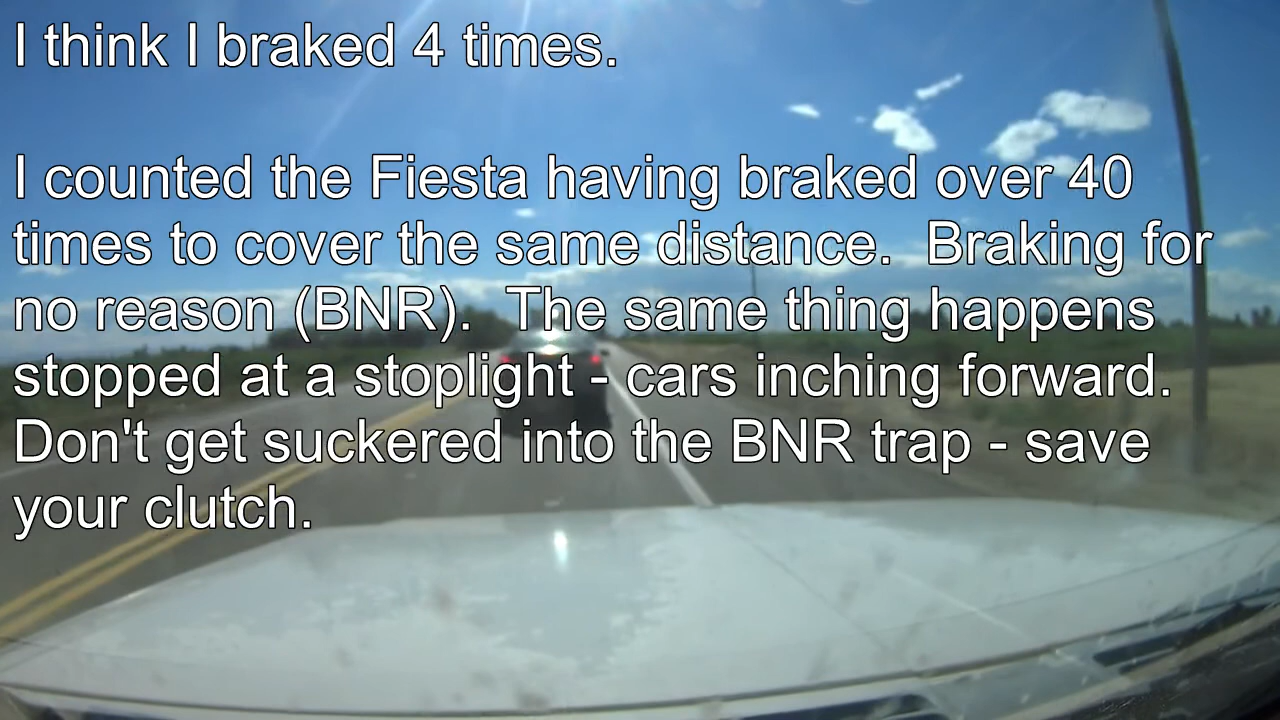 I think I braked 4 times.
I counted the Fiesta having braked over 40
times to cover the same distance.  Braking for
no reason (BNR).  The same thing happens
stopped at a stoplight - cars inching forward.
Don't get suckered into the BNR trap - save
your clutch.